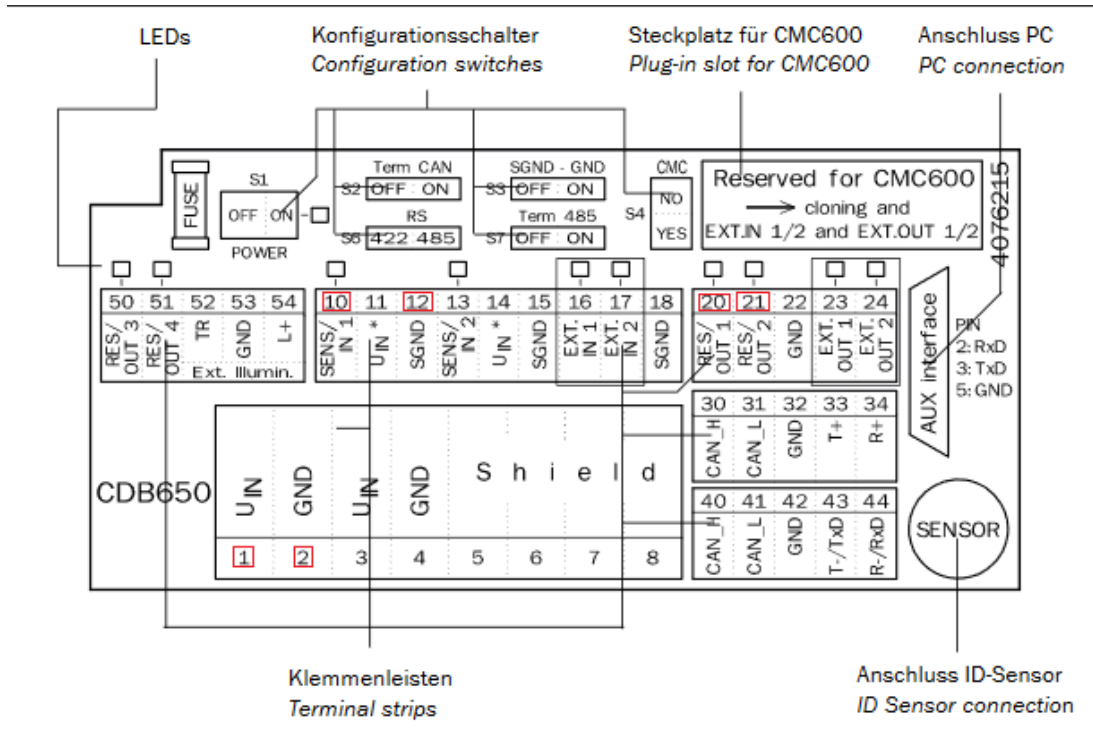 LEDs
Konfigurationsschalter
Configuration switches
Steckplatz für CMC600
Plug-in slot for CMC600
Anschluss PC
PC connection
FUSE
S1
OFF ON
POWER
Term CAN
S2 OFF ON
RS
S6 422 485
SGND - GND
S3 OFF ON
Term 485
S7 OFF ON
CMC
NO
S4
YES
Reserved for CMC600
cloning and
EXT.IN 1/2 and EXT.OUT 1/2
4076215
50 51 52 53 54
RES/
OUT 3
RES/
OUT 4
TR
GND
L+
Ext. Illumin.
10 11 12 13 14 15 16 17 18
SENS/
IN 1
UIN *
SGND
SENS/
IN 2
UIN *
SGND
EXT.
IN 1
EXT.
IN 2
SGND
20 21 22 23 24
RES/
OUT 1
RES/
OUT 2
GND
EXT.
OUT 1
EXT.
OUT 2
AUX interface
PIN
2: RxD
3: TxD
5: GND
30 31 32 33 34
CAN_H
CAN_L
GND
T+
R+
CDB650
UIN
GND
UIN
GND
Shield
1 2 3 4 5 6 7 8
40 41 42 43 44
CAN_H
CAN_L
GND
T-/TxD
R-/RxD
SENSOR
Klemmenleisten
Terminal strips
Anschluss ID-Sensor
ID Sensor connection